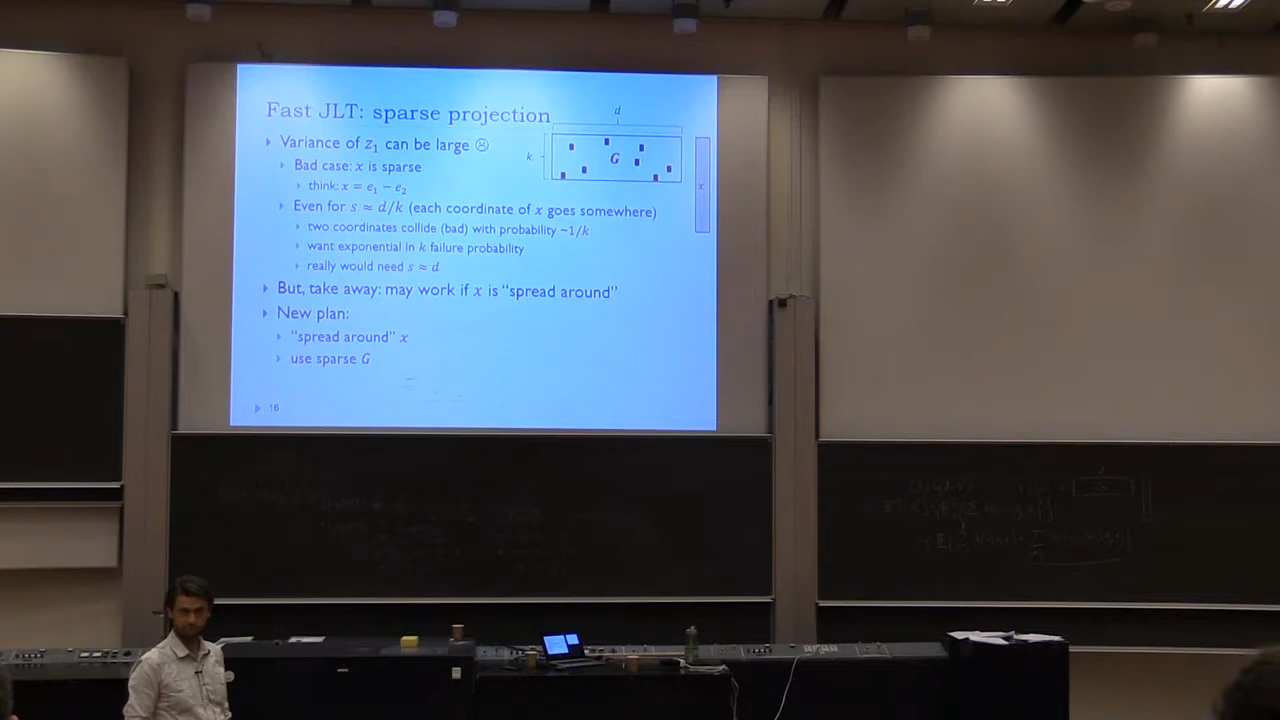 Fast JLT: sparse projection
d
k
G
x
Variance of z₁ can be large ☹
Bad case: x is sparse
think: x = e₁ − e₂
Even for s ≈ d/k (each coordinate of x goes somewhere)
two coordinates collide (bad) with probability ~1/k
want exponential in k failure probability
really would need s ≈ d
But, take away: may work if x is “spread around”
New plan:
“spread around” x
use sparse G
16